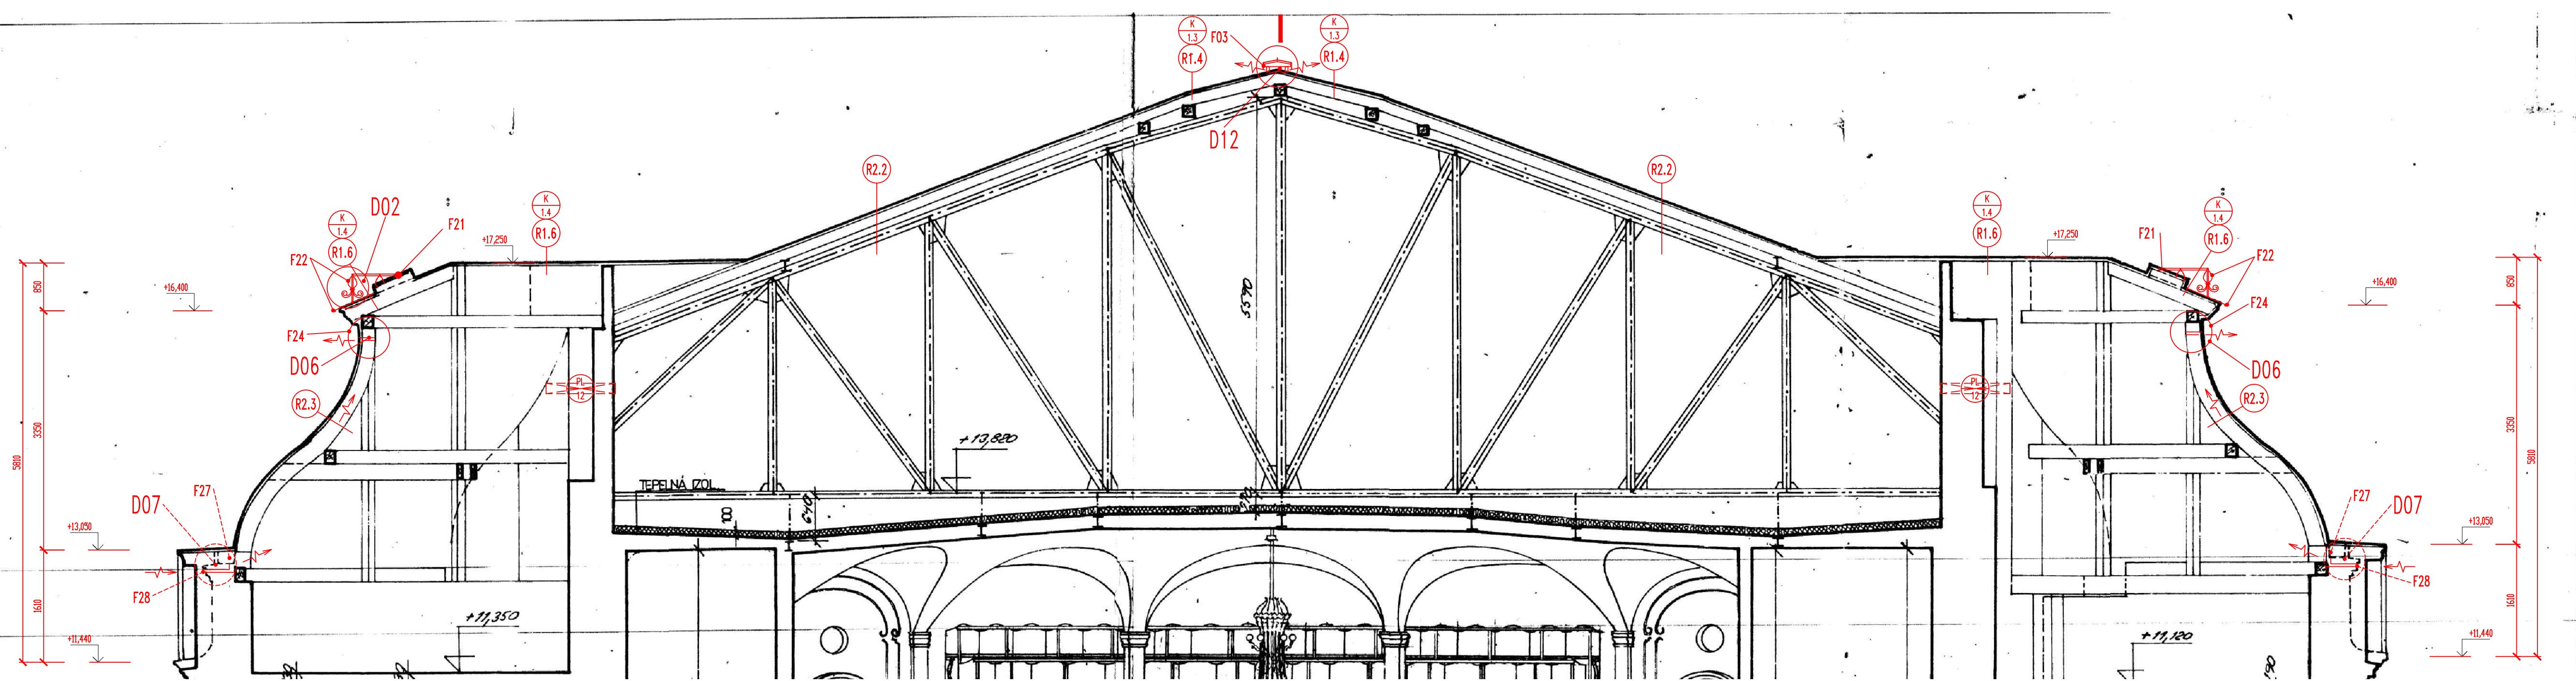 K
1.3
R1.4
F03
K
1.3
R1.4
D12
R2.2
R2.2
D02
F21
K
1.4
R1.6
K
1.4
R1.6
+17,250
F22
+16,400
F24
D06
R2.3
PL
12
850
3350
5810
1610
D07
F27
+13,050
F28
+11,440
+11,350
TEPELNÁ IZOL.
100
+13,820
K
1.4
R1.6
+17,250
K
1.4
R1.6
F21
F22
+16,400
F24
D06
R2.3
PL
12
850
3350
5810
1610
F27
D07
+13,050
F28
+11,440
+11,120